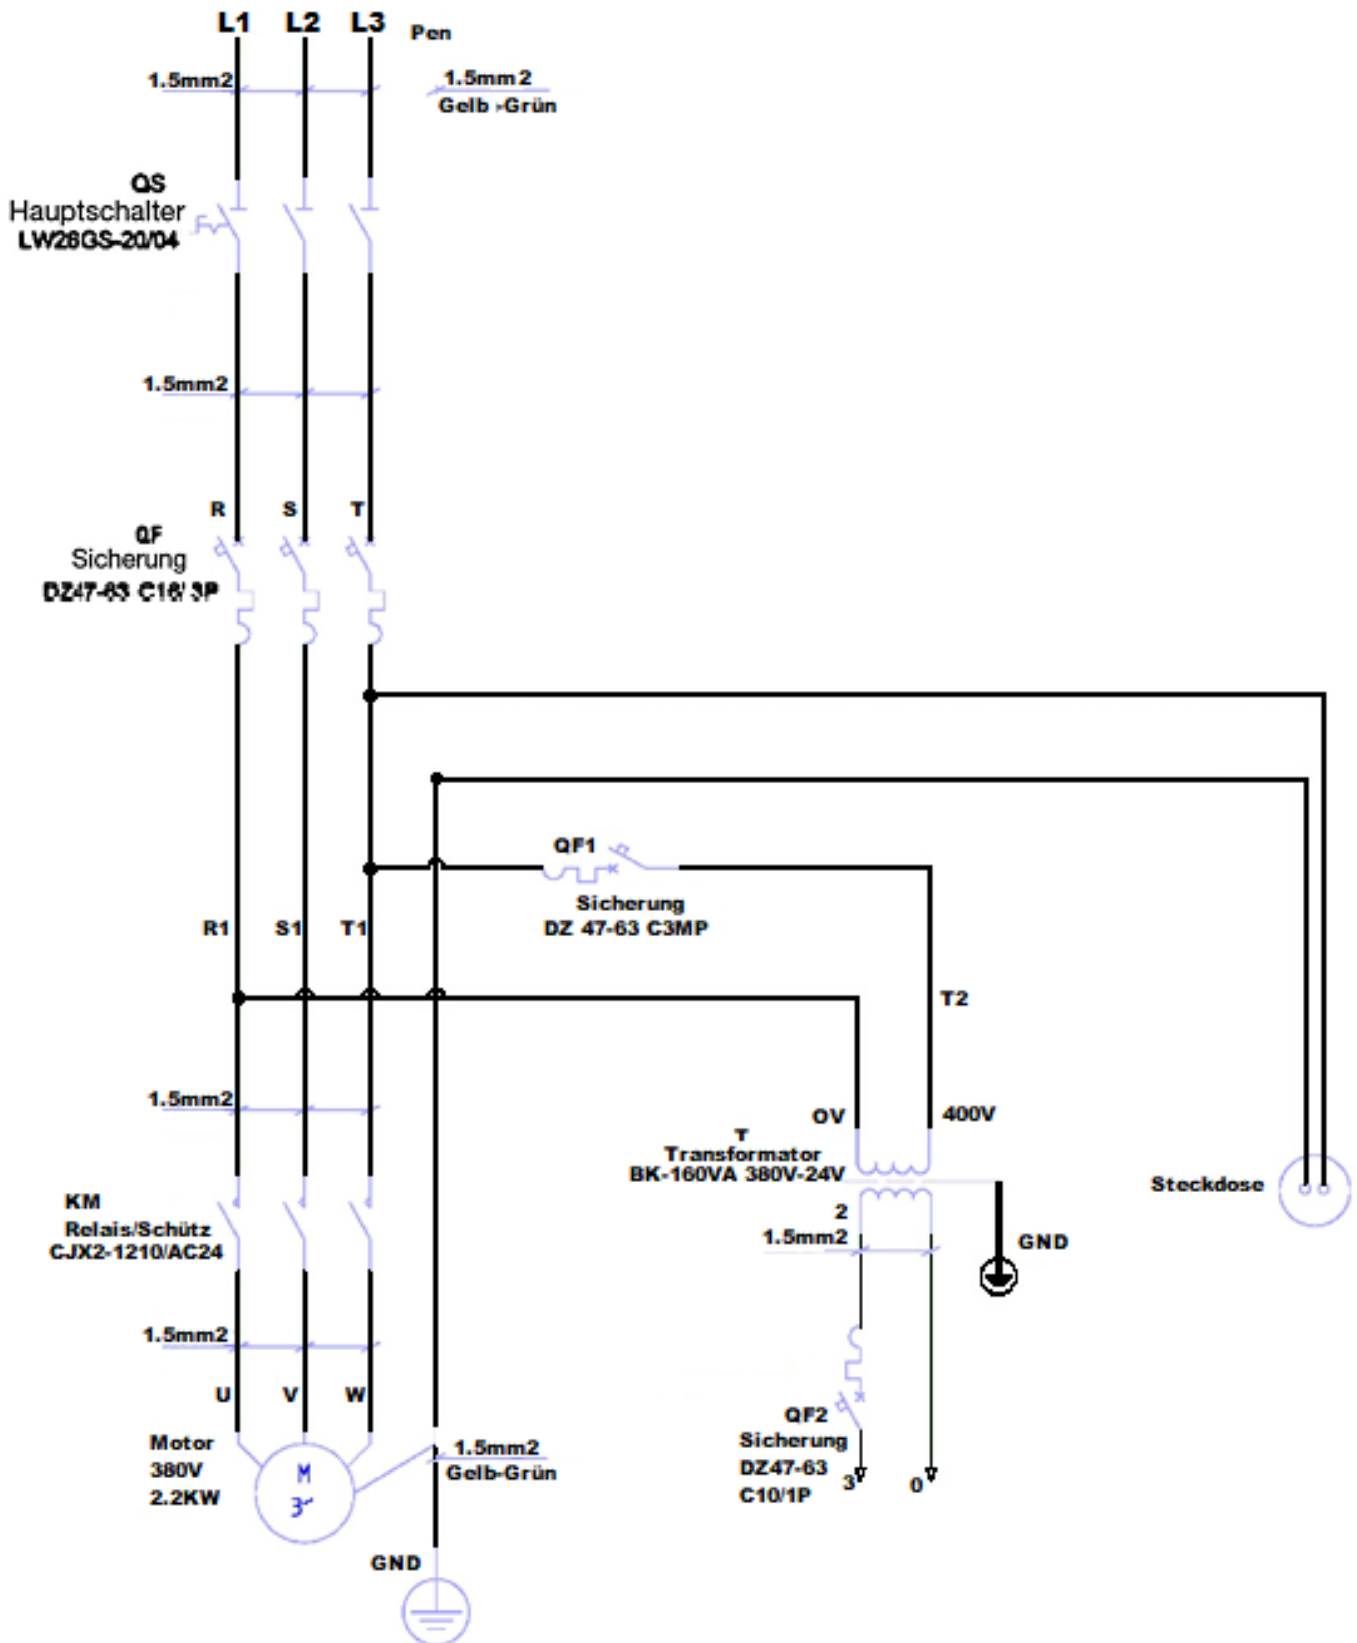 L1 L2 L3 Pen
1.5mm2
1.5mm2
Gelb-Grün
QS
Hauptschalter
LW26GS-20/04
1.5mm2
R S T
QF
Sicherung
DZ47-63 C16/ 3P
QF1
Sicherung
DZ 47-63 C3MP
R1 S1 T1
T2
1.5mm2
OV
400V
T
Transformator
BK-160VA 380V-24V
Steckdose
KM
Relais/Schütz
CJX2-1210/AC24
2
1.5mm2
GND
1.5mm2
U V W
QF2
Sicherung
DZ47-63
C10/1P
3
0
Motor
380V
2.2KW
M
3~
1.5mm2
Gelb-Grün
GND